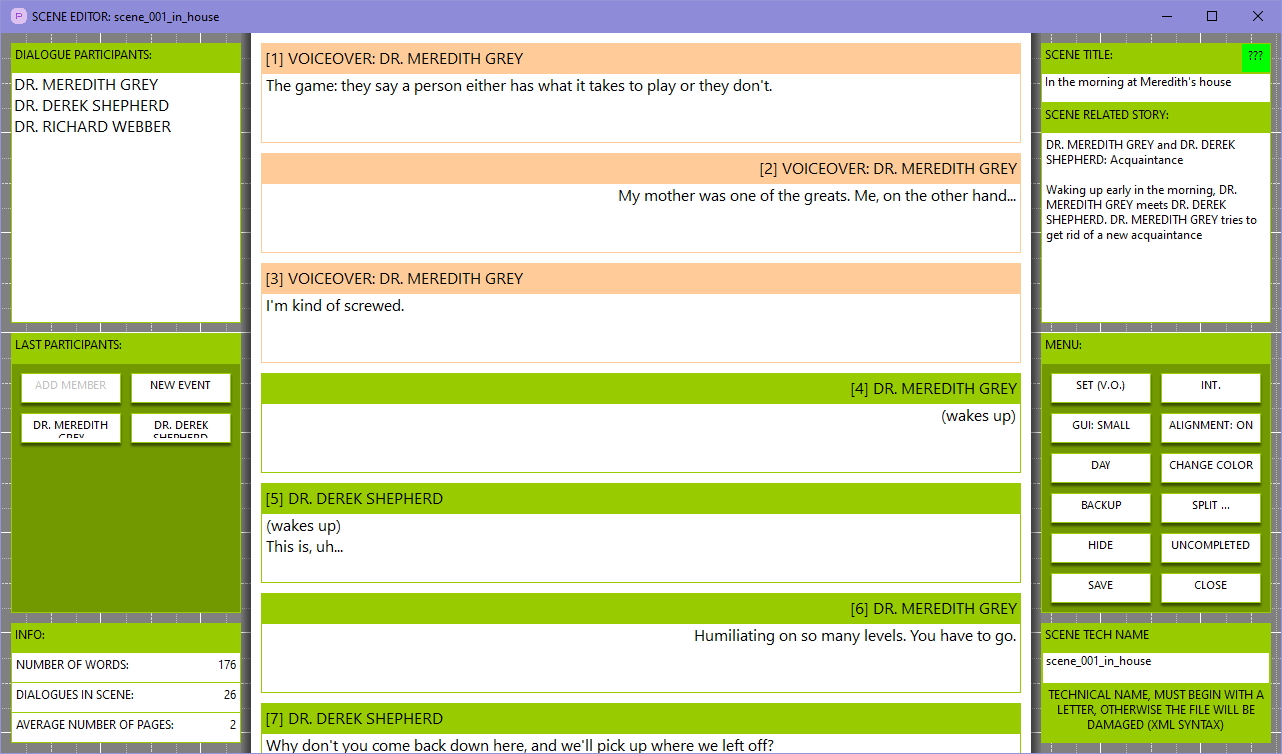 P SCENE EDITOR: scene_001_in_house
DIALOGUE PARTICIPANTS:
DR. MEREDITH GREY
DR. DEREK SHEPHERD
DR. RICHARD WEBBER
LAST PARTICIPANTS:
ADD MEMBER
NEW EVENT
DR. MEREDITH
GREY
DR. DEREK
SHEPHERD
INFO:
NUMBER OF WORDS: 176
DIALOGUES IN SCENE: 26
AVERAGE NUMBER OF PAGES: 2
[1] VOICEOVER: DR. MEREDITH GREY
The game: they say a person either has what it takes to play or they don't.
[2] VOICEOVER: DR. MEREDITH GREY
My mother was one of the greats. Me, on the other hand...
[3] VOICEOVER: DR. MEREDITH GREY
I'm kind of screwed.
[4] DR. MEREDITH GREY
(wakes up)
[5] DR. DEREK SHEPHERD
(wakes up)
This is, uh...
[6] DR. MEREDITH GREY
Humiliating on so many levels. You have to go.
[7] DR. DEREK SHEPHERD
Why don't you come back down here, and we'll pick up where we left off?
SCENE TITLE:
???
In the morning at Meredith's house
SCENE RELATED STORY:
DR. MEREDITH GREY and DR. DEREK
SHEPHERD: Acquaintance
Waking up early in the morning, DR.
MEREDITH GREY meets DR. DEREK
SHEPHERD. DR. MEREDITH GREY tries to
get rid of a new acquaintance
MENU:
SET (V.O.)
INT.
GUI: SMALL
ALIGNMENT: ON
DAY
CHANGE COLOR
BACKUP
SPLIT ...
HIDE
UNCOMPLETED
SAVE
CLOSE
SCENE TECH NAME
scene_001_in_house
TECHNICAL NAME, MUST BEGIN WITH A
LETTER, OTHERWISE THE FILE WILL BE
DAMAGED (XML SYNTAX)